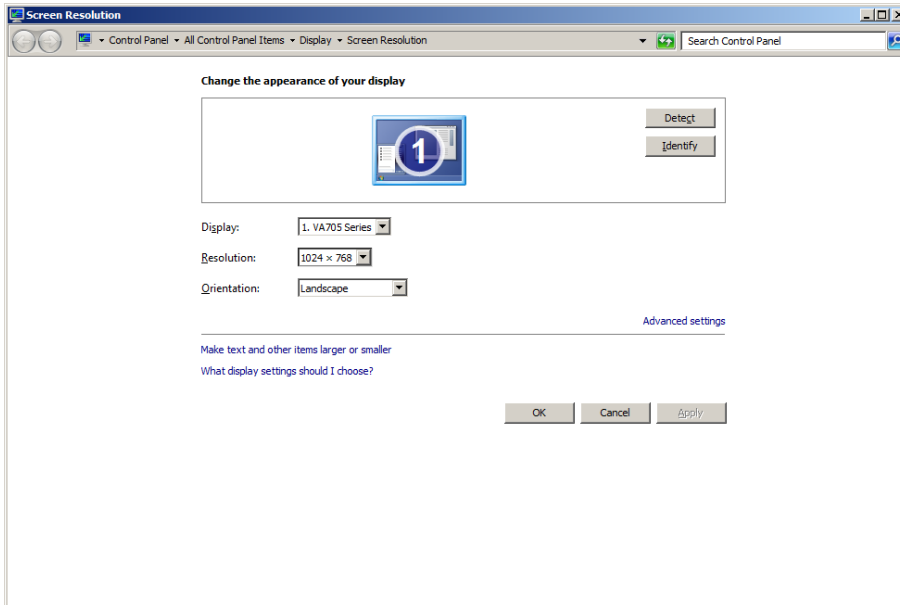 Screen Resolution
Control Panel All Control Panel Items Display Screen Resolution Search Control Panel
Change the appearance of your display
1
Detect
Identify
Display: 1. VA705 Series
Resolution: 1024 × 768
Orientation: Landscape
Advanced settings
Make text and other items larger or smaller
What display settings should I choose?
OK Cancel Apply